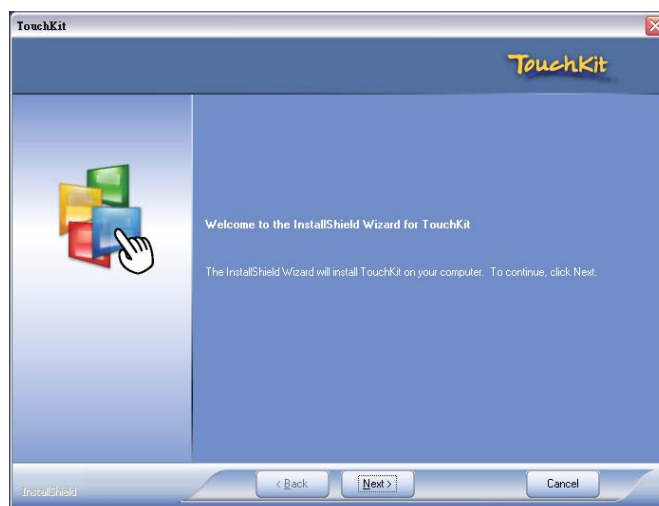 TouchKit
TouchKit
Welcome to the InstallShield Wizard for TouchKit
The InstallShield Wizard will install TouchKit on your computer. To continue, click Next.
InstallShield
< Back
Next >
Cancel